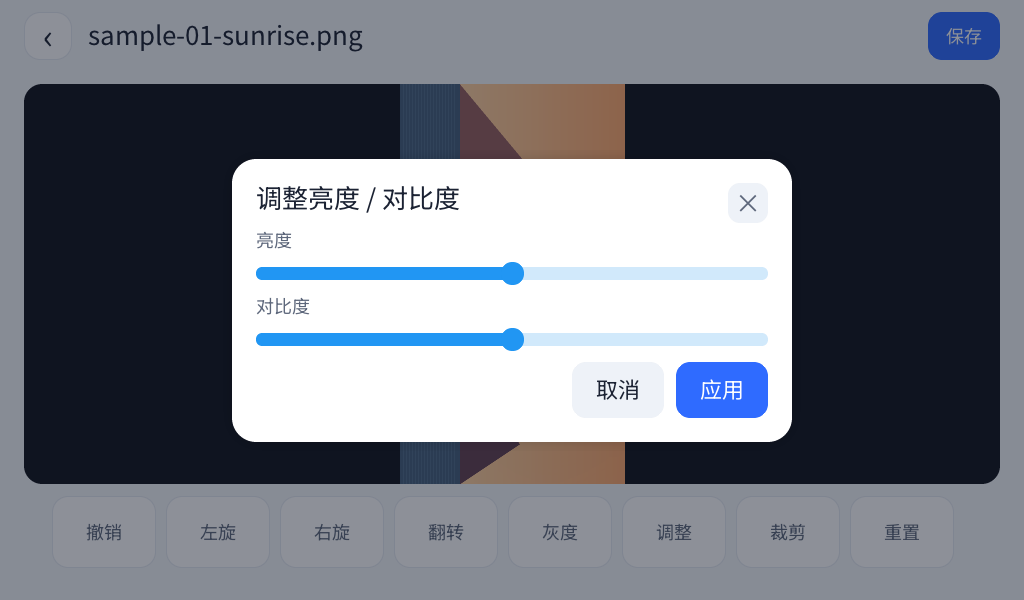 ‹ sample-01-sunrise.png 保存
调整亮度 / 对比度
亮度
对比度
取消 应用
撤销 左旋 右旋 翻转 灰度 调整 裁剪 重置